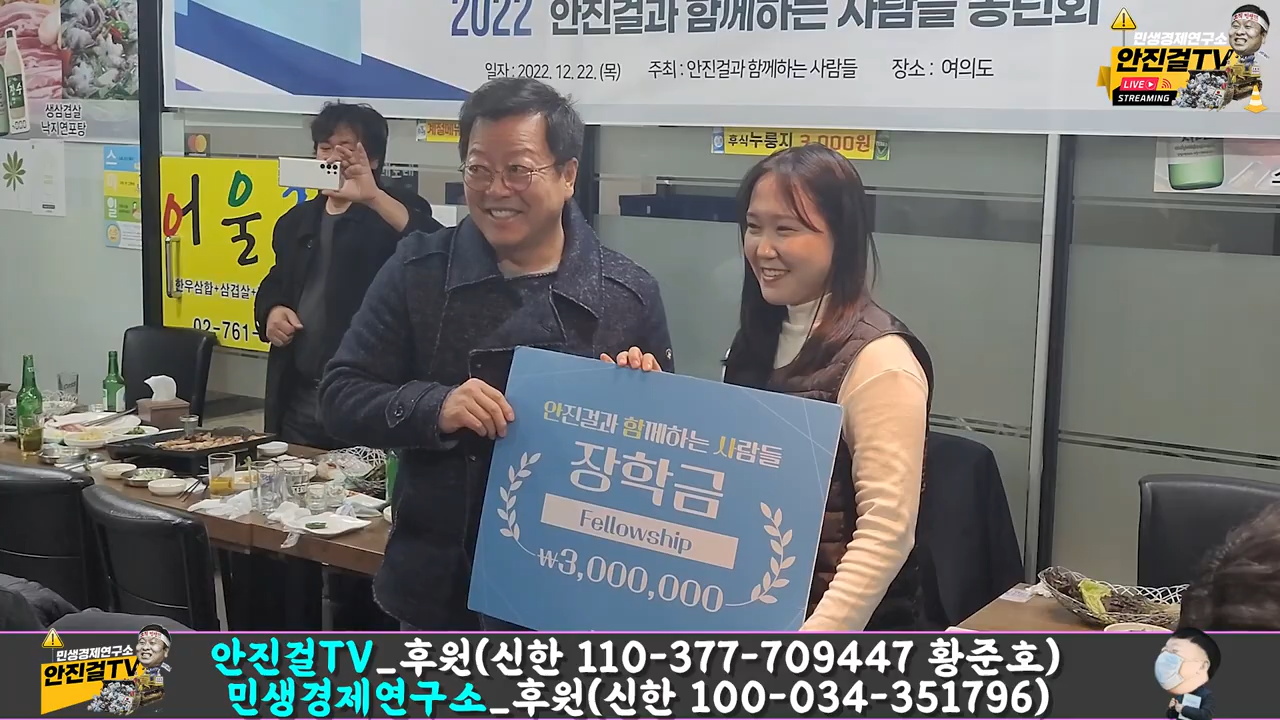 2022 안진걸과 함께하는 사람들 송년회
일자 : 2022. 12. 22. (목) 주최 : 안진걸과 함께하는 사람들 장소 : 여의도
민생경제연구소
안진걸TV
LIVE
STREAMING
생삼겹살
낙지연포탕
후식누룽지 3,000원
어울
한우삼합+삼겹살+
02-761-
안진걸과 함께하는 사람들
장학금
Fellowship
₩3,000,000
민생경제연구소
안진걸TV
안진걸TV_후원(신한 110-377-709447 황준호)
민생경제연구소_후원(신한 100-034-351796)